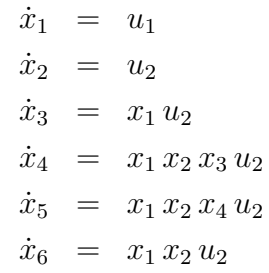 ẋ₁ = u₁
ẋ₂ = u₂
ẋ₃ = x₁ u₂
ẋ₄ = x₁ x₂ x₃ u₂
ẋ₅ = x₁ x₂ x₄ u₂
ẋ₆ = x₁ x₂ u₂